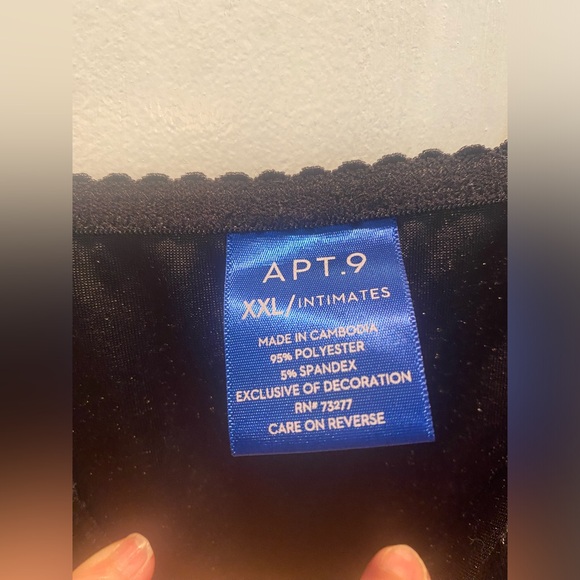 APT.9
XXL/INTIMATES
MADE IN CAMBODIA
95% POLYESTER
5% SPANDEX
EXCLUSIVE OF DECORATION
RN# 73277
CARE ON REVERSE